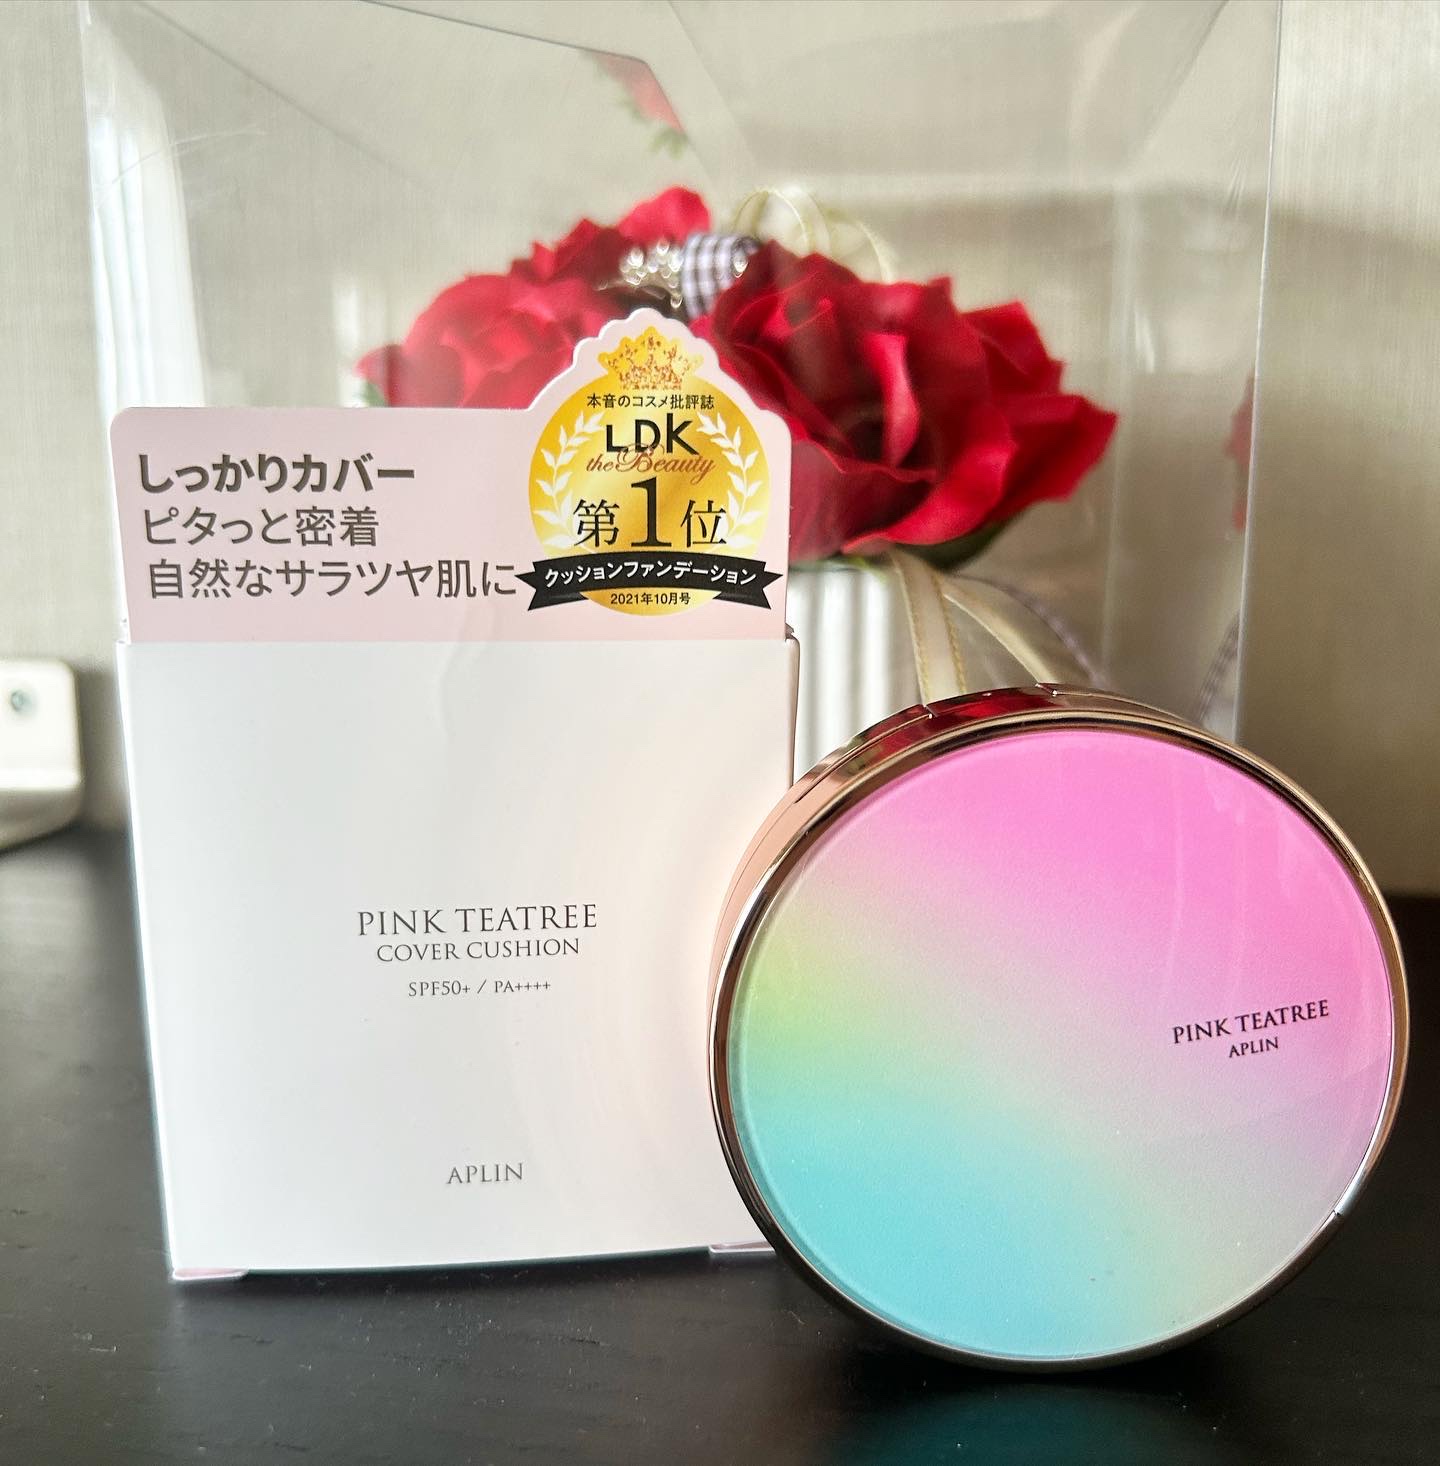 しっかりカバー
ピタっと密着
自然なサラツヤ肌に
本音のコスメ批評誌
LDK
the Beauty
第1位
クッションファンデーション
2021年10月号
PINK TEATREE
COVER CUSHION
SPF50+ / PA++++
APLIN
PINK TEATREE
APLIN